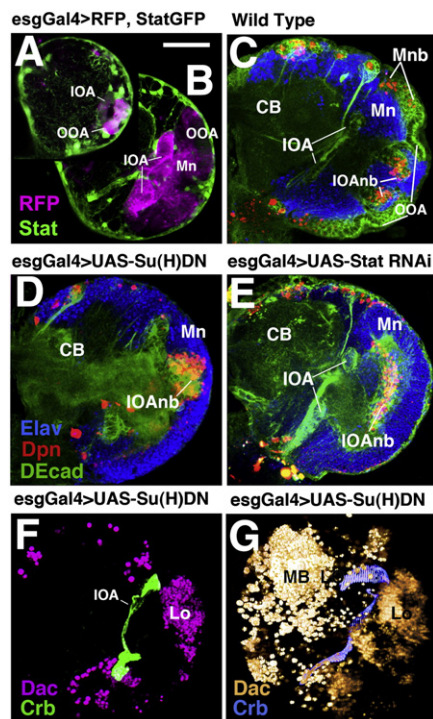 esgGal4>RFP, StatGFP
Wild Type
A
IOA
OOA
B
OOA
IOA
Mn
RFP
Stat
C
Mnb
Mn
CB
IOA
IOAnb
OOA
esgGal4>UAS-Su(H)DN
esgGal4>UAS-Stat RNAi
D
Mn
CB
IOAnb
Elav
Dpn
DEcad
E
Mn
CB
IOA
IOAnb
esgGal4>UAS-Su(H)DN
esgGal4>UAS-Su(H)DN
F
IOA
Lo
Dac
Crb
G
MB
Lo
Dac
Crb